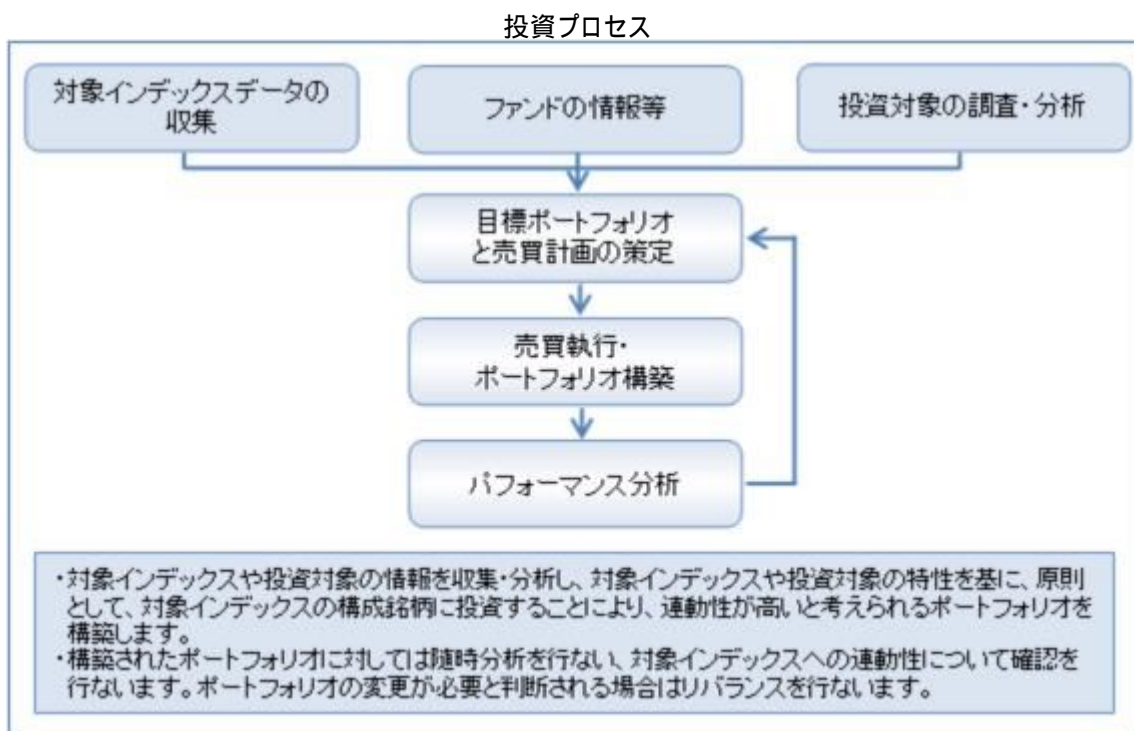 投資プロセス
対象インデックスデータの
収集
ファンドの情報等
投資対象の調査・分析
目標ポートフォリオ
と売買計画の策定
売買執行・
ポートフォリオ構築
パフォーマンス分析
・対象インデックスや投資対象の情報を収集・分析し、対象インデックスや投資対象の特性を基に、原則
として、対象インデックスの構成銘柄に投資することにより、連動性が高いと考えられるポートフォリオを
構築します。
・構築されたポートフォリオに対しては随時分析を行ない、対象インデックスへの連動性について確認を
行ないます。ポートフォリオの変更が必要と判断される場合はリバランスを行ないます。